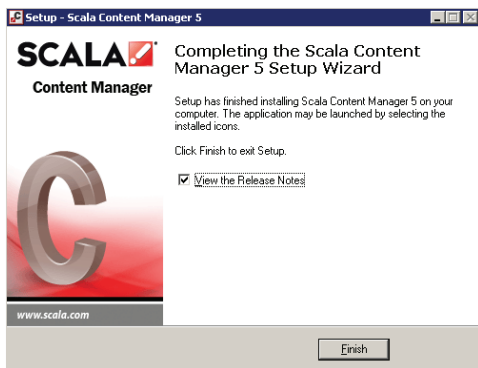 Setup - Scala Content Manager 5
SCALA
Content Manager
C
www.scala.com
Completing the Scala Content
Manager 5 Setup Wizard
Setup has finished installing Scala Content Manager 5 on your
computer. The application may be launched by selecting the
installed icons.
Click Finish to exit Setup.
View the Release Notes
Finish